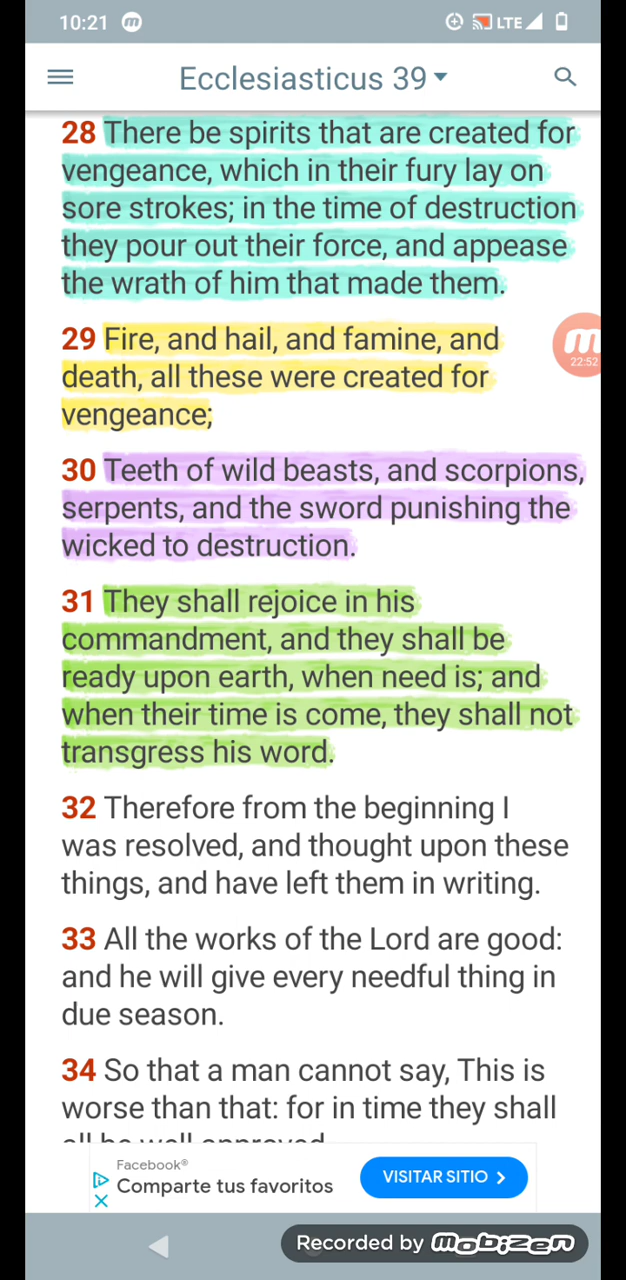 10:21 m LTE
Ecclesiasticus 39
28 There be spirits that are created for
vengeance, which in their fury lay on
sore strokes; in the time of destruction
they pour out their force, and appease
the wrath of him that made them.
29 Fire, and hail, and famine, and
death, all these were created for
vengeance;
m
22:52
30 Teeth of wild beasts, and scorpions,
serpents, and the sword punishing the
wicked to destruction.
31 They shall rejoice in his
commandment, and they shall be
ready upon earth, when need is; and
when their time is come, they shall not
transgress his word.
32 Therefore from the beginning I
was resolved, and thought upon these
things, and have left them in writing.
33 All the works of the Lord are good:
and he will give every needful thing in
due season.
34 So that a man cannot say, This is
worse than that: for in time they shall
all be well approved
Facebook®
Comparte tus favoritos
VISITAR SITIO
Recorded by mobizen